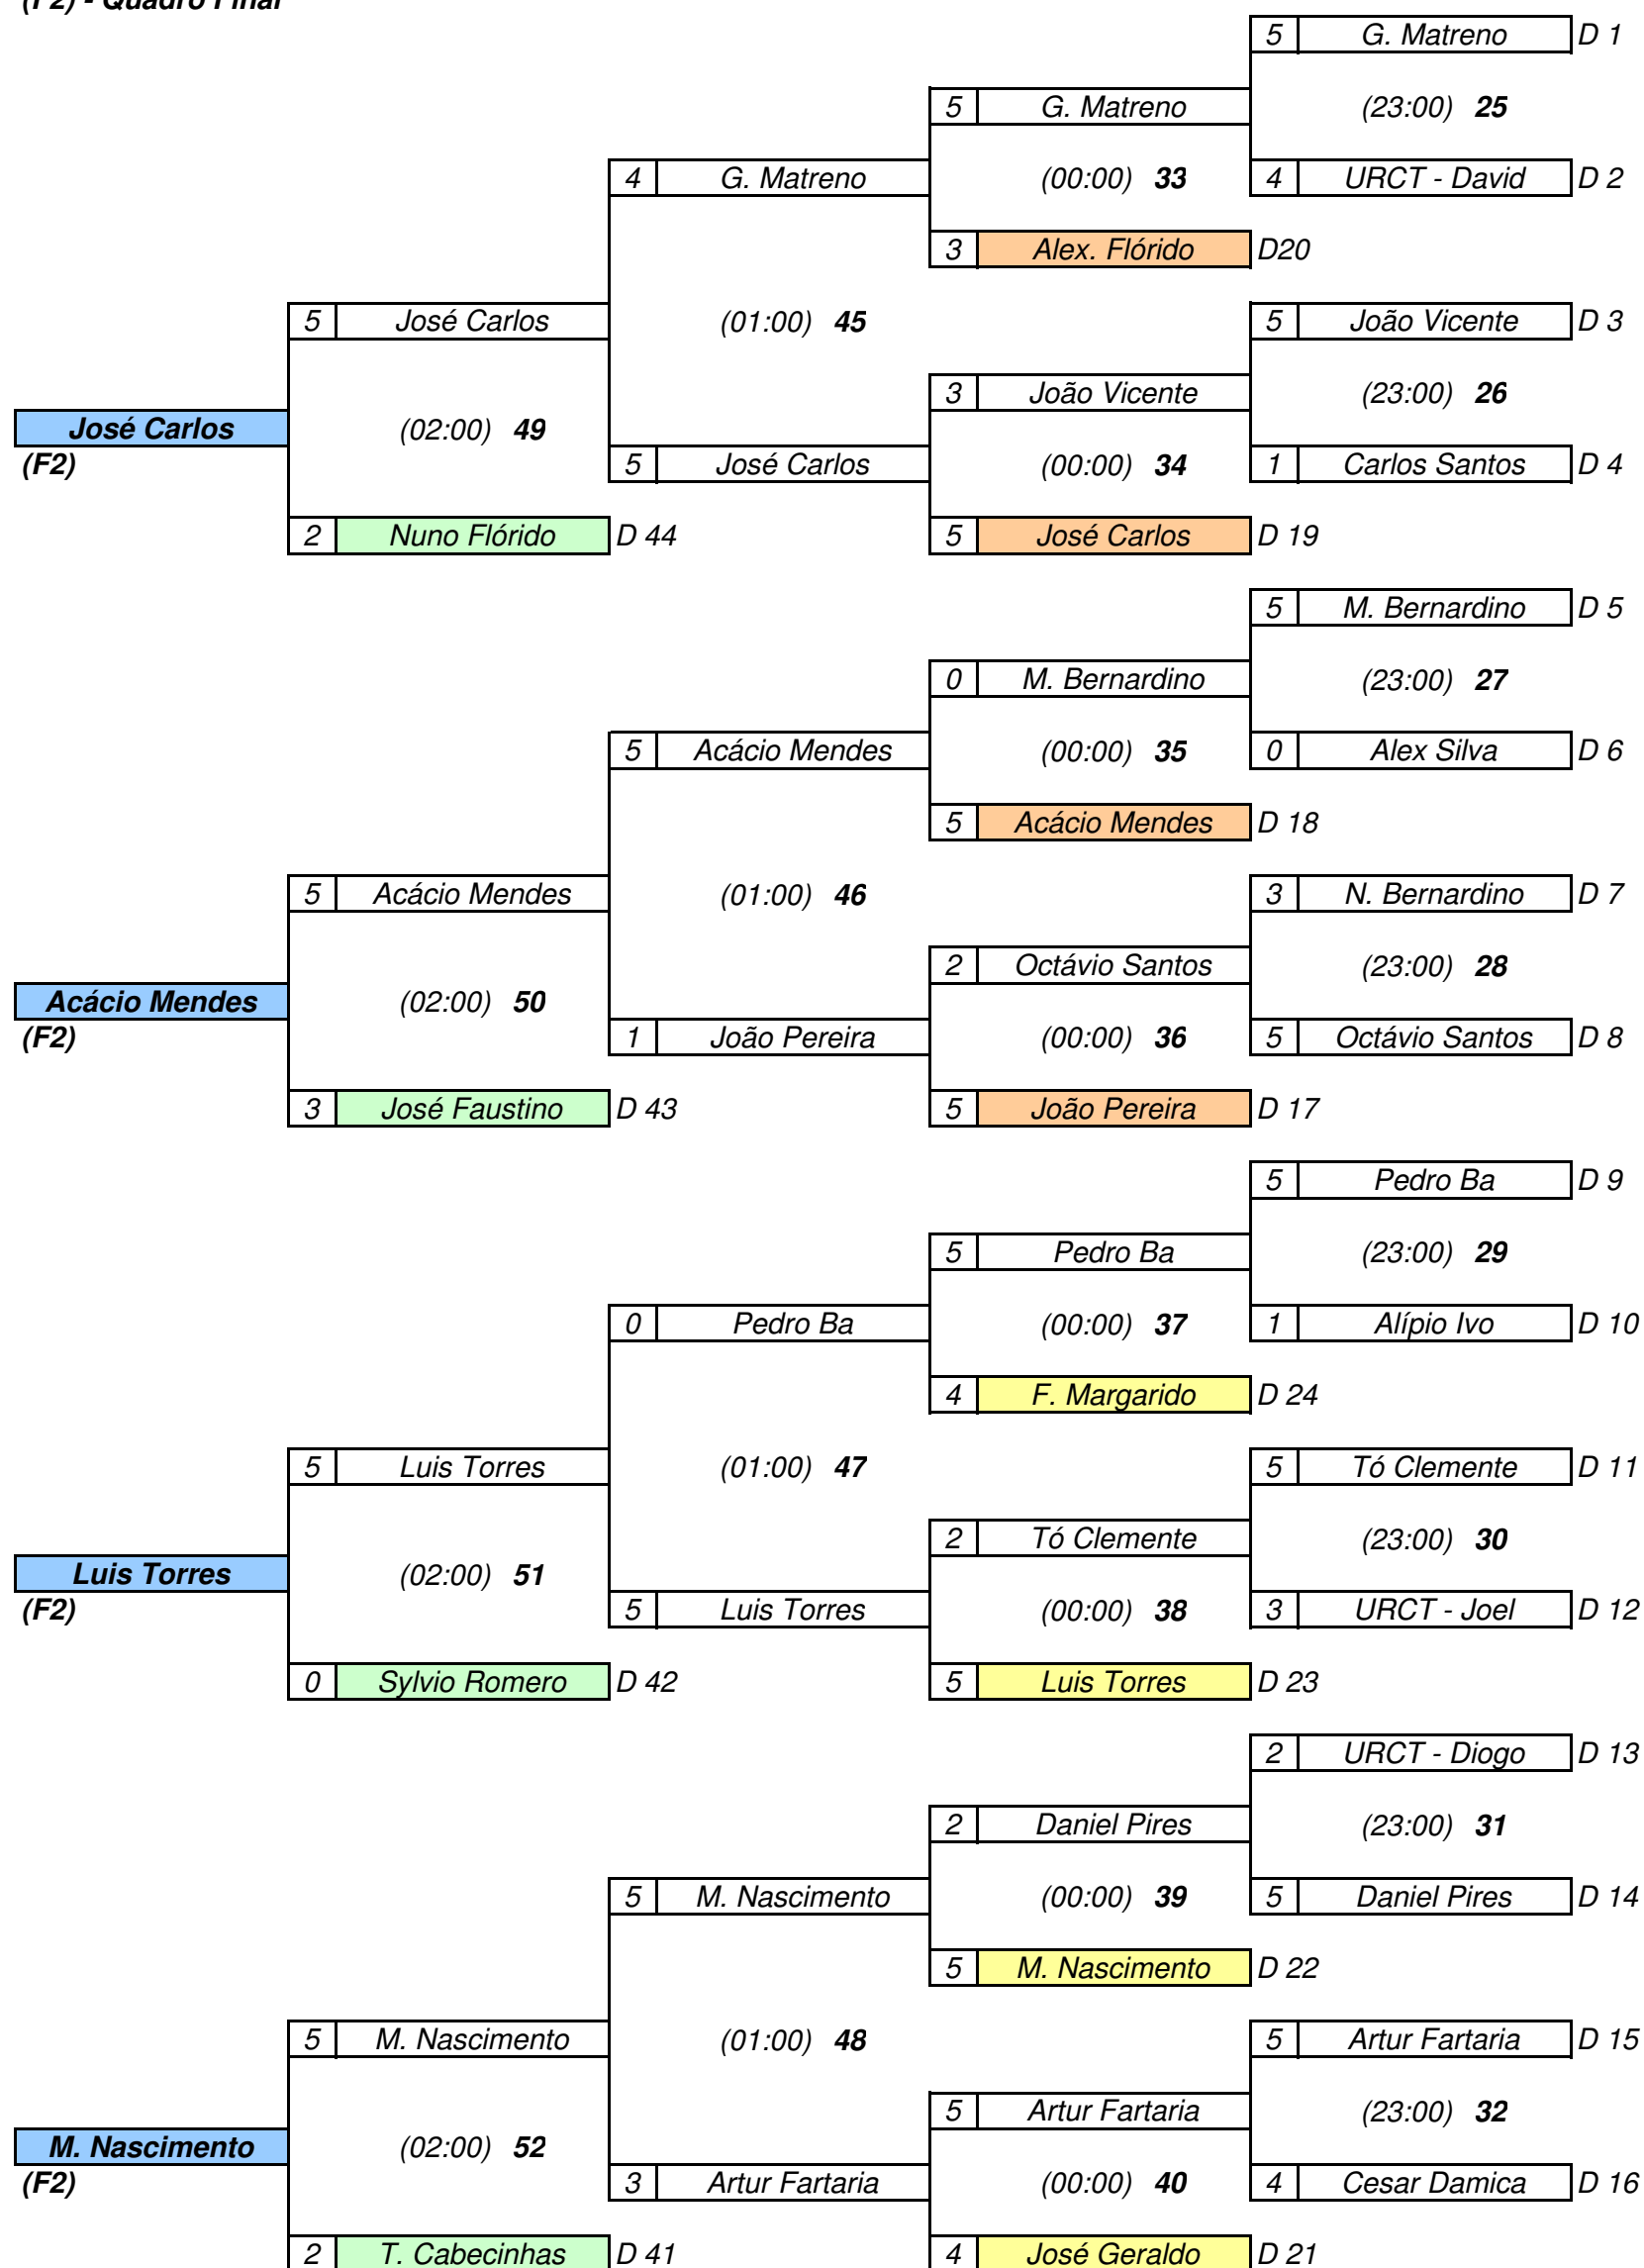 (F2) - Quadro Final
5 G. Matreno D 1
5 G. Matreno (23:00) 25
4 G. Matreno (00:00) 33 4 URCT - David D 2
3 Alex. Flórido D20
5 José Carlos (01:00) 45 5 João Vicente D 3
3 João Vicente (23:00) 26
José Carlos (02:00) 49
(F2) 5 José Carlos (00:00) 34 1 Carlos Santos D 4
2 Nuno Flórido D 44 5 José Carlos D 19
5 M. Bernardino D 5
0 M. Bernardino (23:00) 27
5 Acácio Mendes (00:00) 35 0 Alex Silva D 6
5 Acácio Mendes D 18
5 Acácio Mendes (01:00) 46 3 N. Bernardino D 7
2 Octávio Santos (23:00) 28
Acácio Mendes (02:00) 50
(F2) 1 João Pereira (00:00) 36 5 Octávio Santos D 8
3 José Faustino D 43 5 João Pereira D 17
5 Pedro Ba D 9
5 Pedro Ba (23:00) 29
0 Pedro Ba (00:00) 37 1 Alípio Ivo D 10
4 F. Margarido D 24
5 Luis Torres (01:00) 47 5 Tó Clemente D 11
2 Tó Clemente (23:00) 30
Luis Torres (02:00) 51
(F2) 5 Luis Torres (00:00) 38 3 URCT - Joel D 12
0 Sylvio Romero D 42 5 Luis Torres D 23
2 URCT - Diogo D 13
2 Daniel Pires (23:00) 31
5 M. Nascimento (00:00) 39 5 Daniel Pires D 14
5 M. Nascimento D 22
5 M. Nascimento (01:00) 48 5 Artur Fartaria D 15
5 Artur Fartaria (23:00) 32
M. Nascimento (02:00) 52
(F2) 3 Artur Fartaria (00:00) 40 4 Cesar Damica D 16
2 T. Cabecinhas D 41 4 José Geraldo D 21